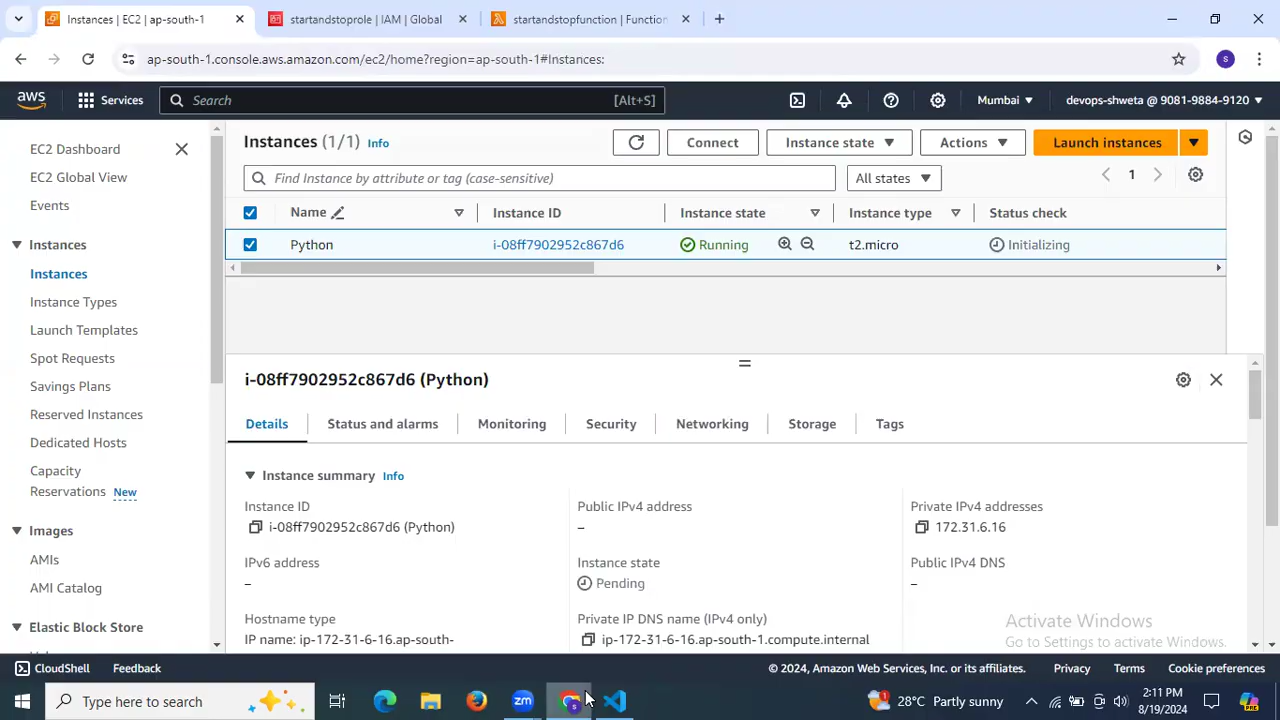 Instances | EC2 | ap-south-1
startandstoprole | IAM | Global
startandstopfunction | Function
ap-south-1.console.aws.amazon.com/ec2/home?region=ap-south-1#Instances:
S
aws
Services
Search
[Alt+S]
Mumbai
devops-shweta @ 9081-9884-9120
EC2 Dashboard
EC2 Global View
Events
Instances
Instances
Instance Types
Launch Templates
Spot Requests
Savings Plans
Reserved Instances
Dedicated Hosts
Capacity
Reservations New
Images
AMIs
AMI Catalog
Elastic Block Store
Instances (1/1) Info
Connect
Instance state
Actions
Launch instances
Find Instance by attribute or tag (case-sensitive)
All states
1
Name
Instance ID
Instance state
Instance type
Status check
Python
i-08ff7902952c867d6
Running
t2.micro
Initializing
i-08ff7902952c867d6 (Python)
Details
Status and alarms
Monitoring
Security
Networking
Storage
Tags
Instance summary Info
Instance ID
i-08ff7902952c867d6 (Python)
Public IPv4 address
–
Private IPv4 addresses
172.31.6.16
IPv6 address
–
Instance state
Pending
Public IPv4 DNS
–
Hostname type
IP name: ip-172-31-6-16.ap-south-
Private IP DNS name (IPv4 only)
ip-172-31-6-16.ap-south-1.compute.internal
Activate Windows
Go to Settings to activate Windows.
CloudShell
Feedback
© 2024, Amazon Web Services, Inc. or its affiliates.
Privacy
Terms
Cookie preferences
Type here to search
zm
28°C Partly sunny
2:11 PM
8/19/2024